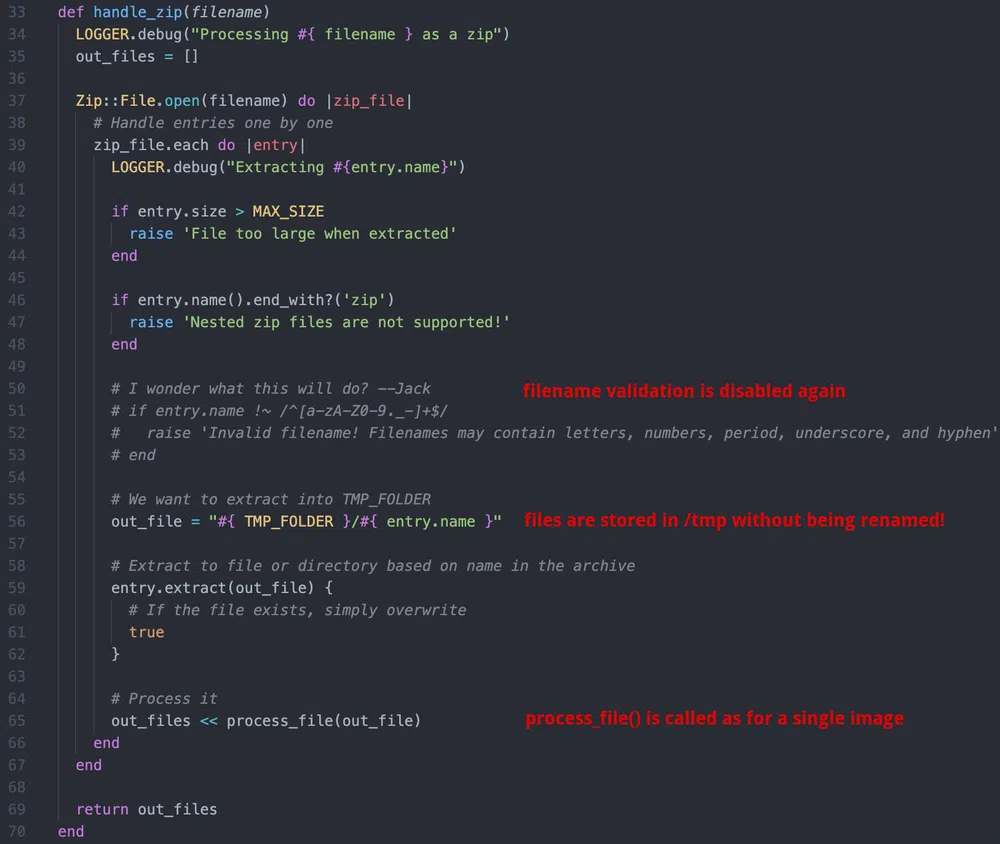 33 def handle_zip(filename)
34 LOGGER.debug("Processing #{ filename } as a zip")
35 out_files = []
36
37 Zip::File.open(filename) do |zip_file|
38 # Handle entries one by one
39 zip_file.each do |entry|
40 LOGGER.debug("Extracting #{entry.name}")
41
42 if entry.size > MAX_SIZE
43 raise 'File too large when extracted'
44 end
45
46 if entry.name().end_with?('zip')
47 raise 'Nested zip files are not supported!'
48 end
49
50 # I wonder what this will do? --Jack filename validation is disabled again
51 # if entry.name !~ /^[a-zA-Z0-9._-]+$/
52 #   raise 'Invalid filename! Filenames may contain letters, numbers, period, underscore, and hyphen'
53 # end
54
55 # We want to extract into TMP_FOLDER
56 out_file = "#{ TMP_FOLDER }/#{ entry.name }" files are stored in /tmp without being renamed!
57
58 # Extract to file or directory based on name in the archive
59 entry.extract(out_file) {
60 # If the file exists, simply overwrite
61 true
62 }
63
64 # Process it
65 out_files << process_file(out_file) process_file() is called as for a single image
66 end
67 end
68
69 return out_files
70 end